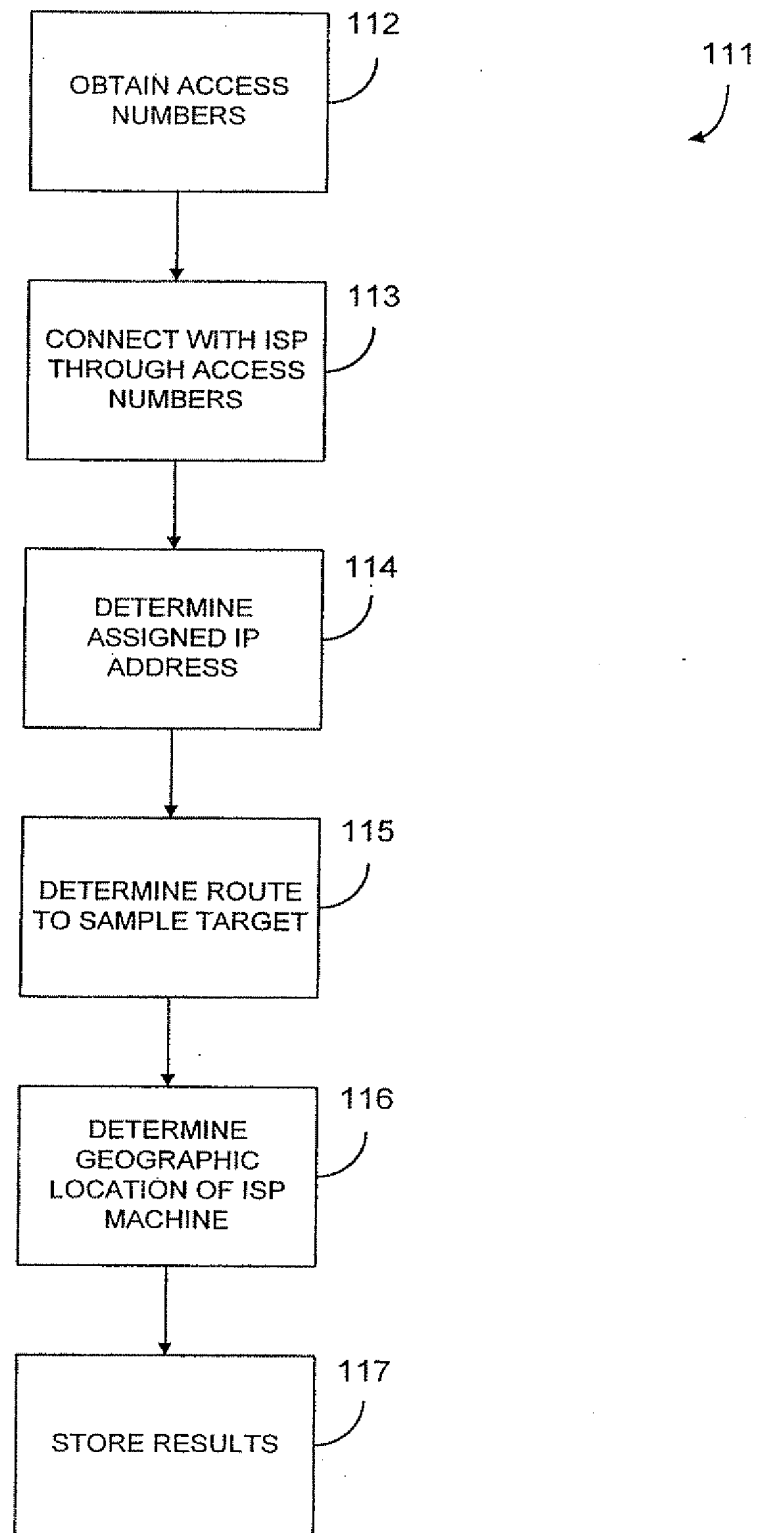 112
111
OBTAIN ACCESS
NUMBERS
113
CONNECT WITH ISP
THROUGH ACCESS
NUMBERS
114
DETERMINE
ASSIGNED IP
ADDRESS
115
DETERMINE ROUTE
TO SAMPLE TARGET
116
DETERMINE
GEOGRAPHIC
LOCATION OF ISP
MACHINE
117
STORE RESULTS